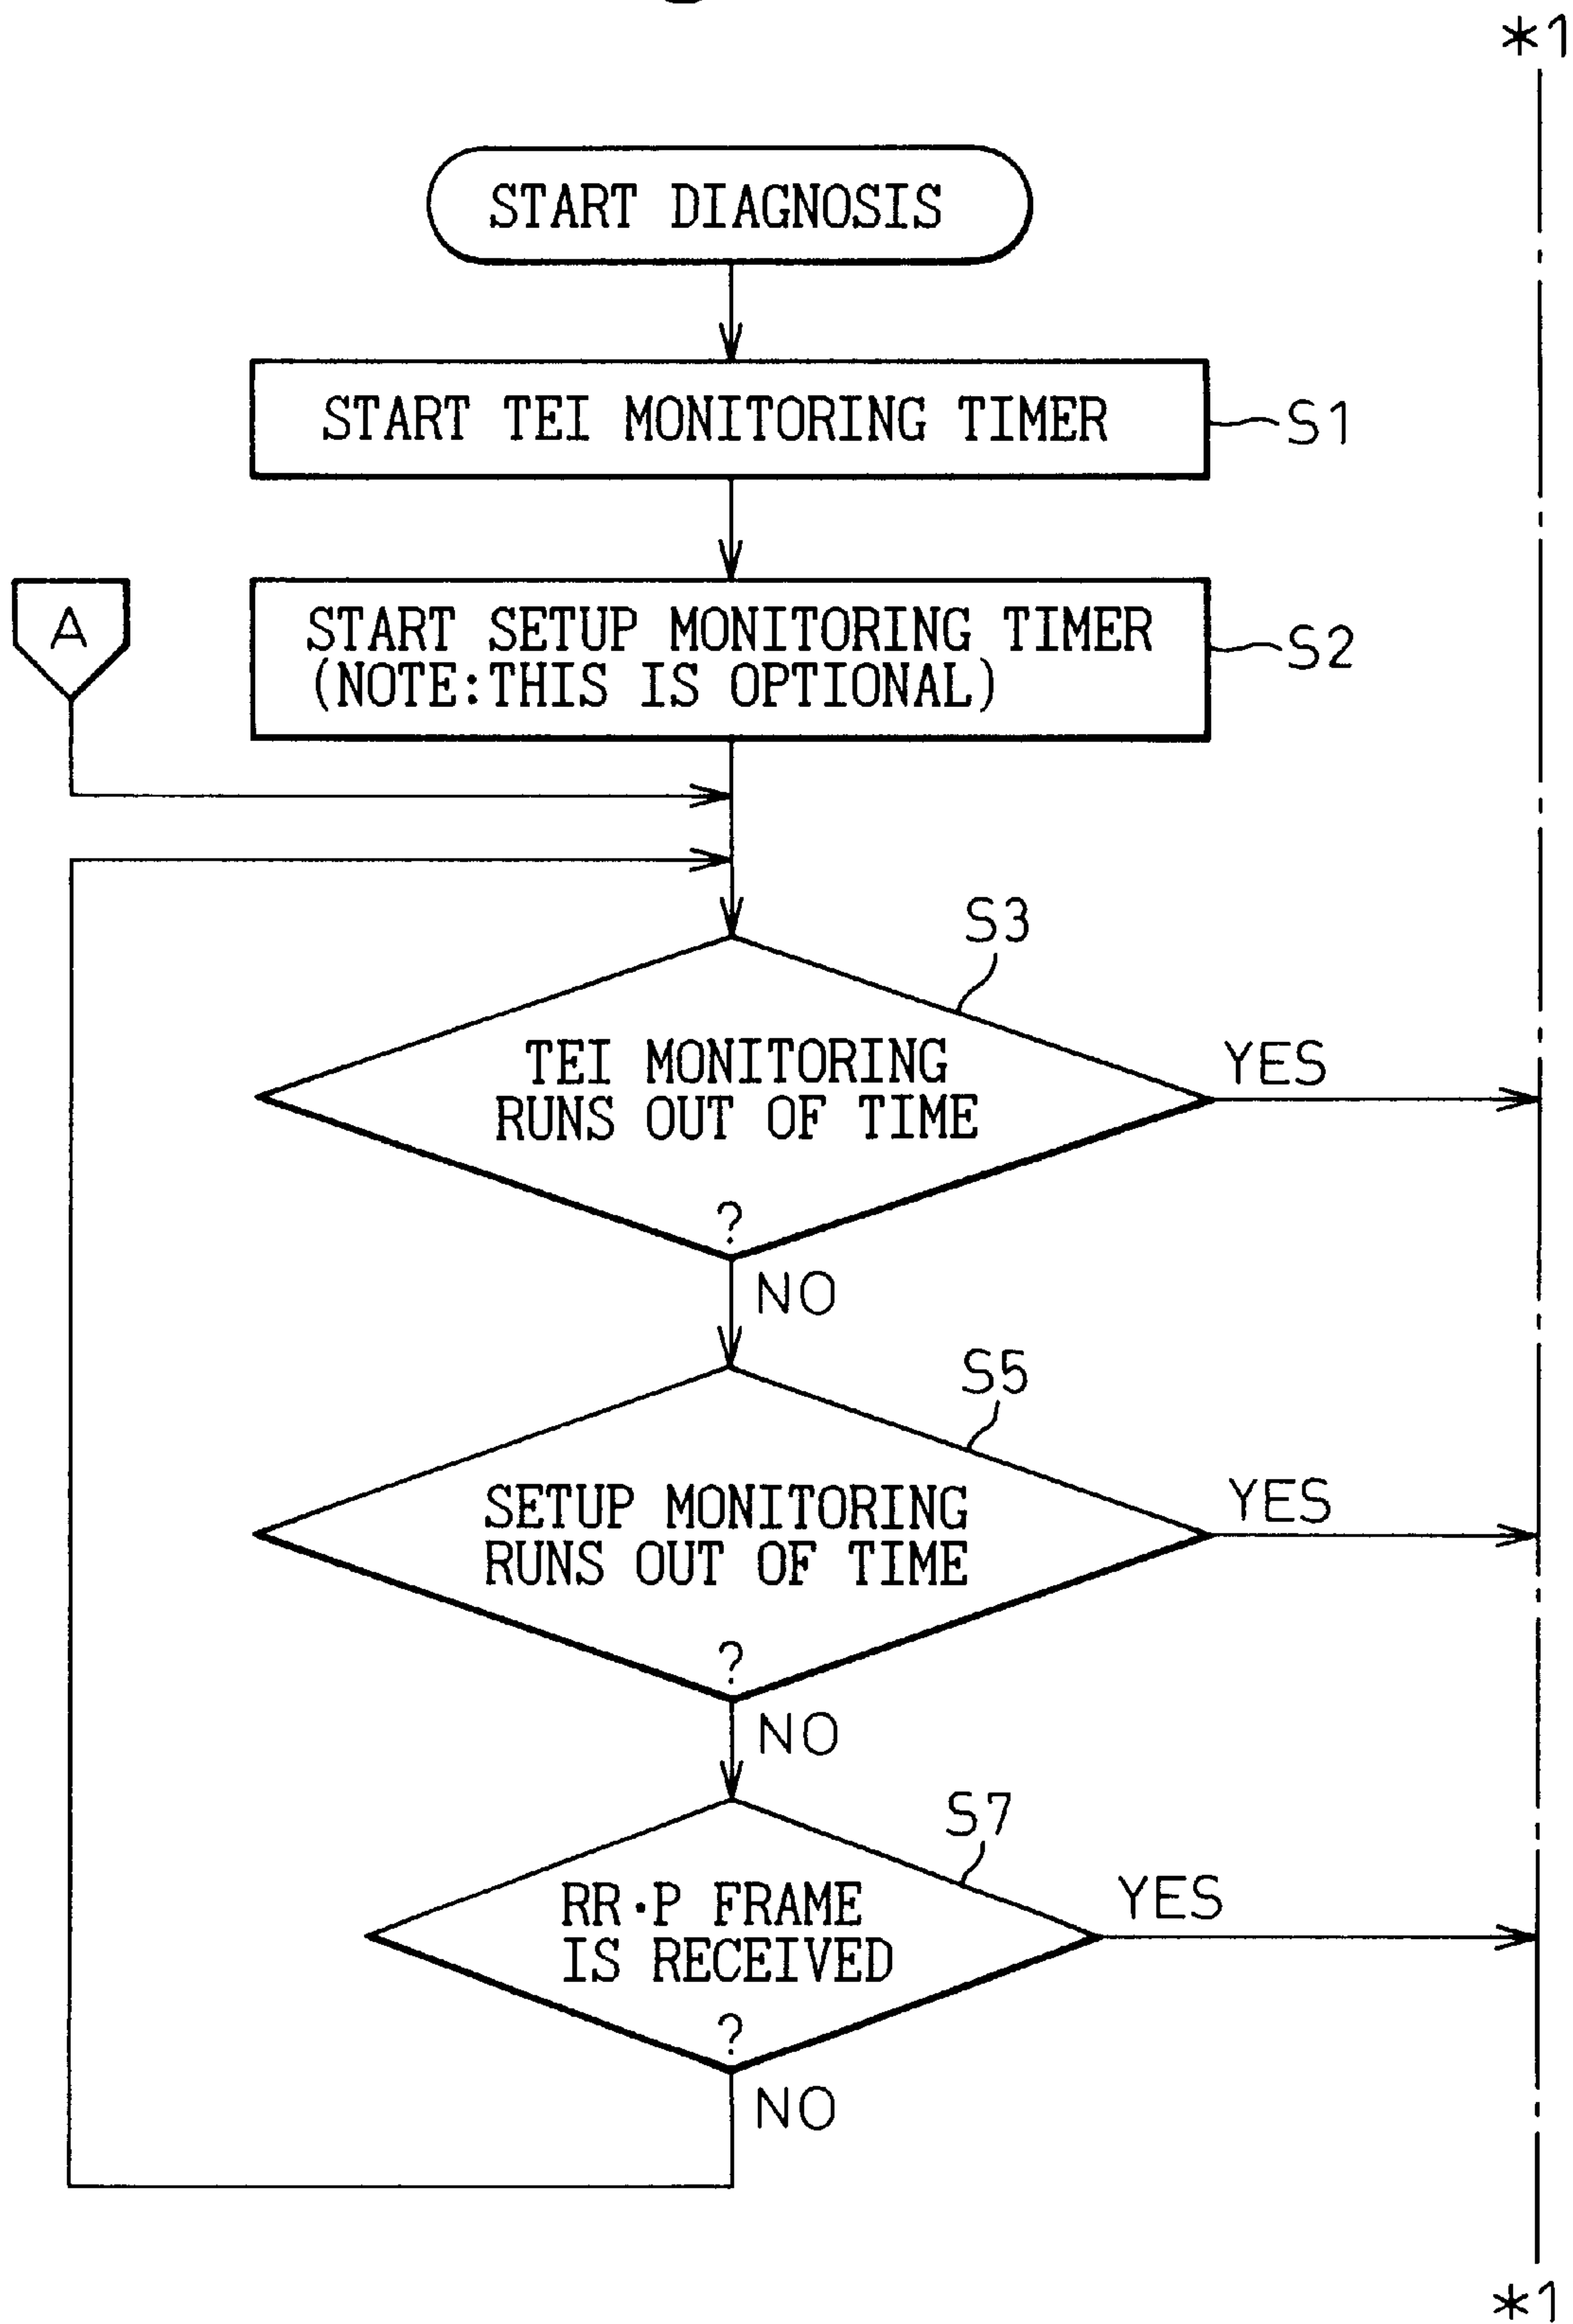 *1
START DIAGNOSIS
START TEI MONITORING TIMER
S1
A
START SETUP MONITORING TIMER
(NOTE:THIS IS OPTIONAL)
S2
S3
TEI MONITORING
RUNS OUT OF TIME
?
YES
NO
S5
SETUP MONITORING
RUNS OUT OF TIME
?
YES
NO
S7
RR·P FRAME
IS RECEIVED
?
YES
NO
*1